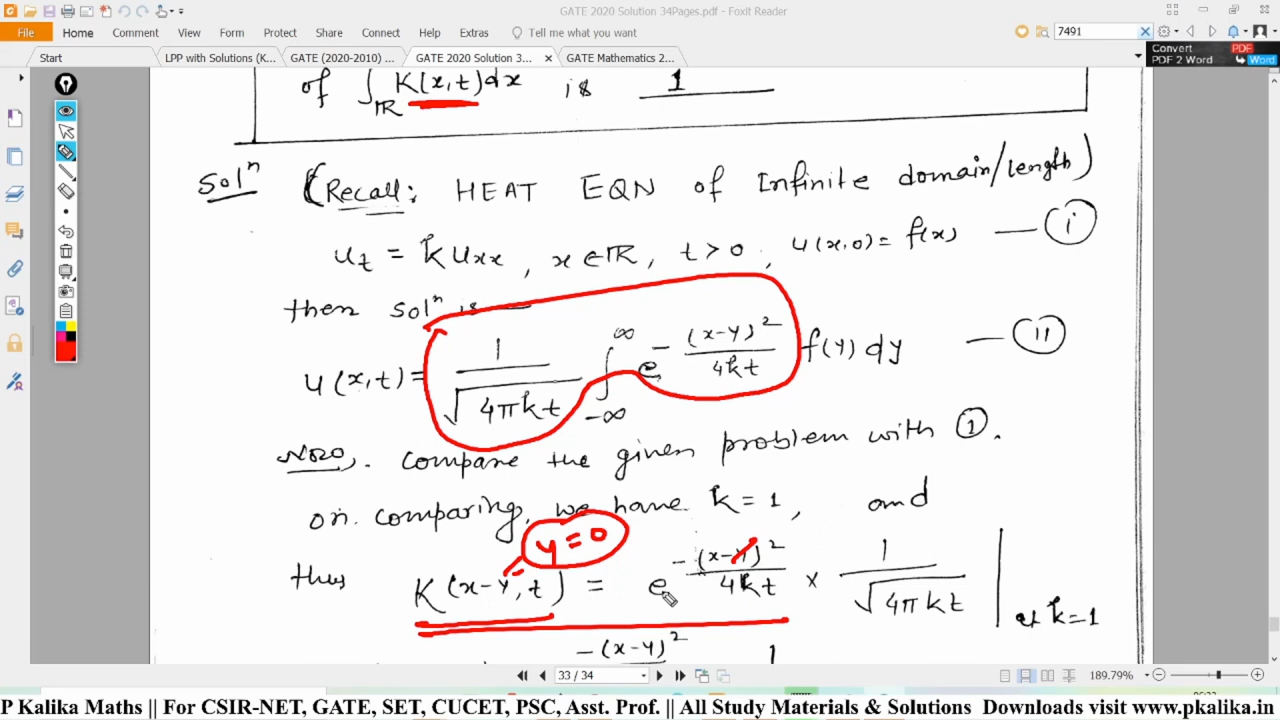 GATE 2020 Solution 34Pages.pdf - Foxit Reader
File Home Comment View Form Protect Share Connect Help Extras Tell me what you want 7491
Start LPP with Solutions (K... GATE (2020-2010) ... GATE 2020 Solution 3... GATE Mathematics 2...
Convert PDF
PDF 2 Word → Word
of ∫ℝ K(x,t)dx is 1
Solⁿ (Recall: HEAT EQN of Infinite domain/length)
uₜ = k uₓₓ, x∈ℝ, t>0, u(x,0)= f(x) — (i)
then solⁿ is —
u(x,t)= 1/√(4πkt) ∫_{-∞}^{∞} e^{-(x-y)²/4kt} f(y) dy — (ii)
Now. Compare the given problem with ①.
on comparing, we have k=1, and
y=0
thus K(x-y,t) = e^{-(x-y)²/4kt} × 1/√(4πkt) | at k=1
-(x-y)² 1
33 / 34 189.79%
P Kalika Maths || For CSIR-NET, GATE, SET, CUCET, PSC, Asst. Prof. || All Study Materials & Solutions Downloads visit www.pkalika.in